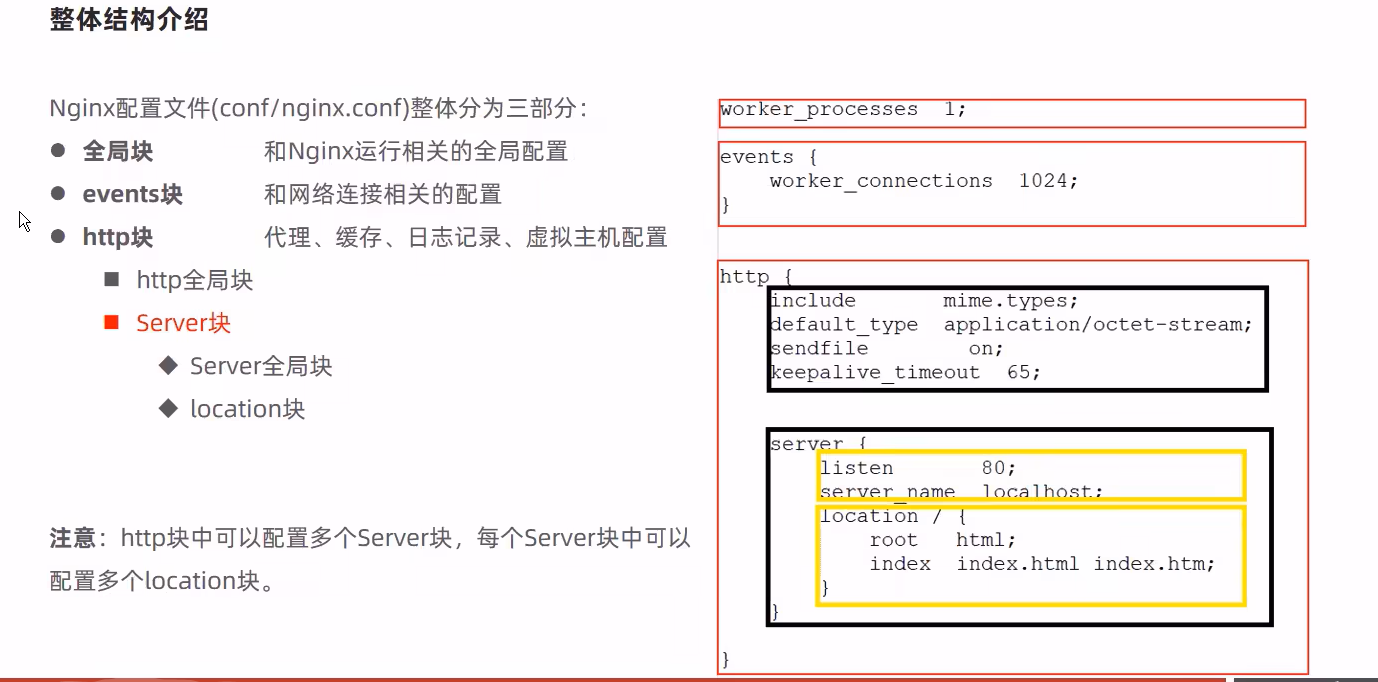 整体结构介绍
Nginx配置文件(conf/nginx.conf)整体分为三部分：
● 全局块 和Nginx运行相关的全局配置
● events块 和网络连接相关的配置
● http块 代理、缓存、日志记录、虚拟主机配置
■ http全局块
■ Server块
◆ Server全局块
◆ location块
注意：http块中可以配置多个Server块，每个Server块中可以
配置多个location块。
worker_processes  1;
events {
    worker_connections  1024;
}
http {
    include       mime.types;
    default_type  application/octet-stream;
    sendfile        on;
    keepalive_timeout  65;
    server {
        listen       80;
        server_name  localhost;
        location / {
            root   html;
            index  index.html index.htm;
        }
    }
}